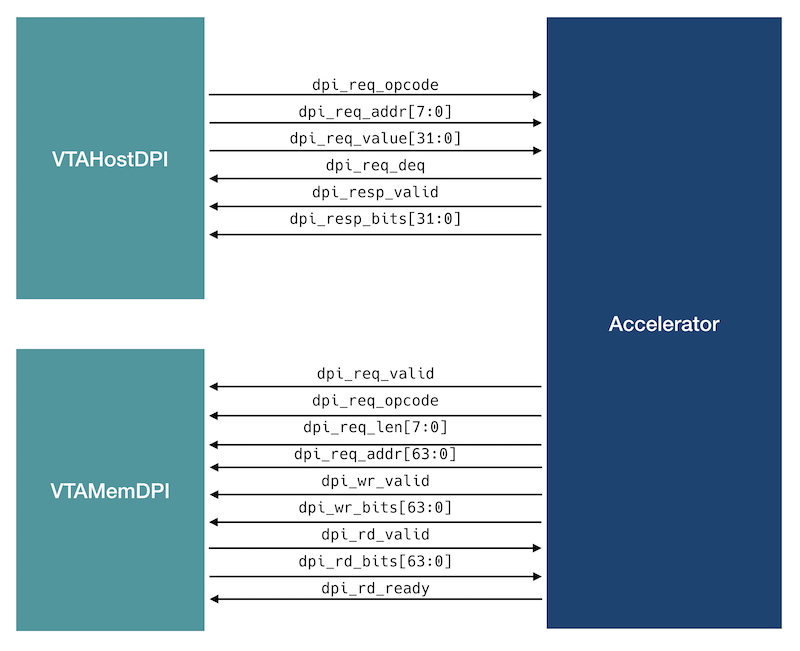 VTAHostDPI
dpi_req_opcode
dpi_req_addr[7:0]
dpi_req_value[31:0]
dpi_req_deq
dpi_resp_valid
dpi_resp_bits[31:0]
Accelerator
VTAMemDPI
dpi_req_valid
dpi_req_opcode
dpi_req_len[7:0]
dpi_req_addr[63:0]
dpi_wr_valid
dpi_wr_bits[63:0]
dpi_rd_valid
dpi_rd_bits[63:0]
dpi_rd_ready